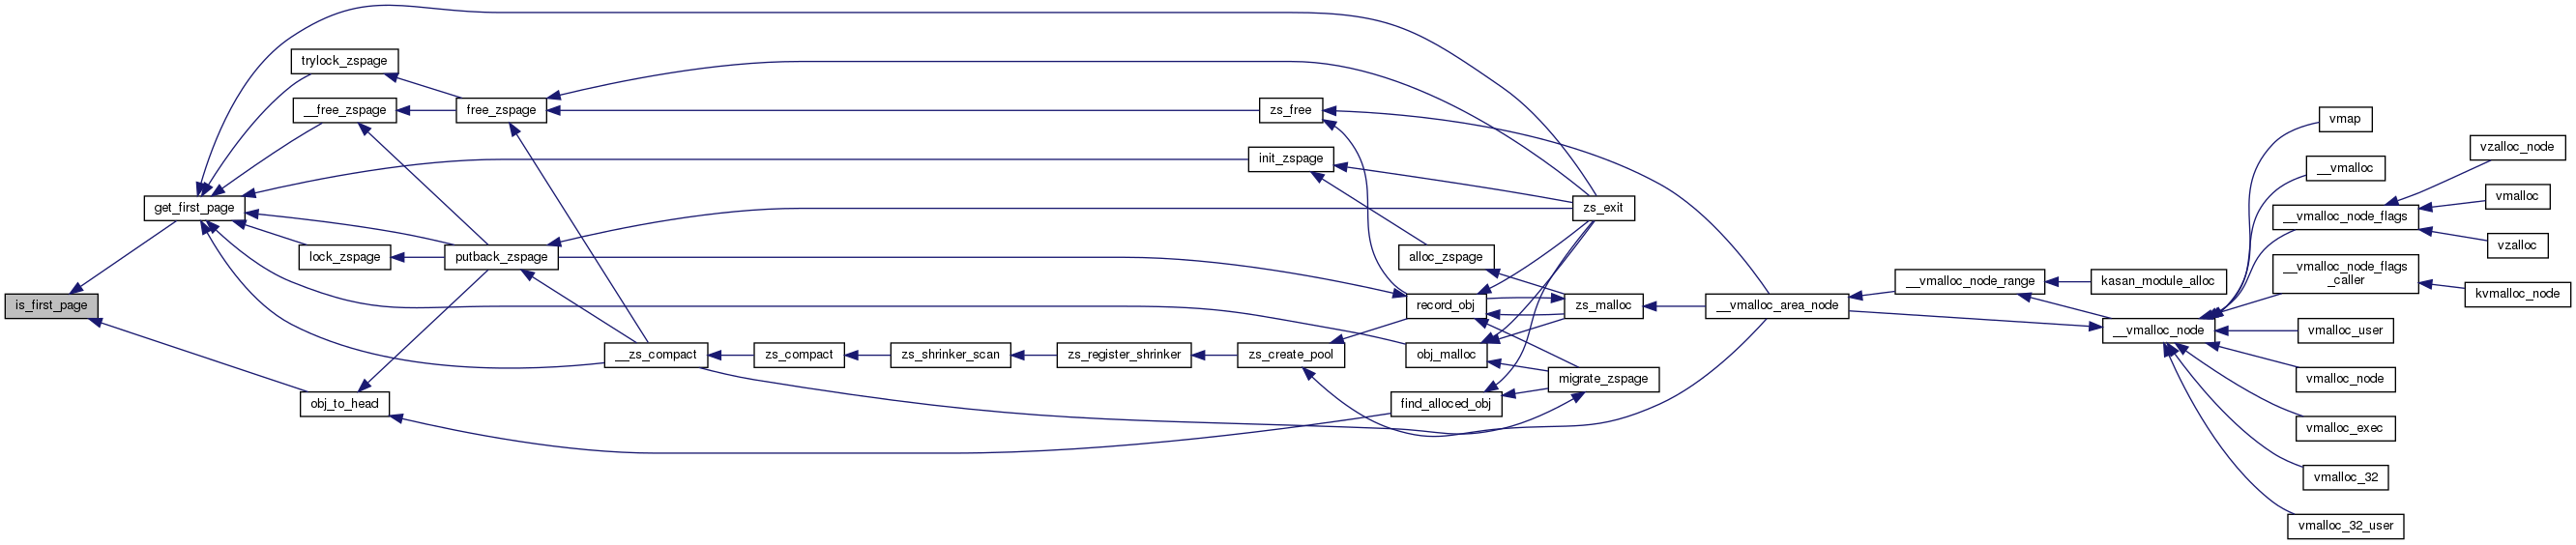 is_first_page
get_first_page
obj_to_head
trylock_zspage
__free_zspage
lock_zspage
free_zspage
putback_zspage
__zs_compact
zs_compact
zs_shrinker_scan
zs_register_shrinker
zs_free
init_zspage
zs_create_pool
alloc_zspage
record_obj
obj_malloc
find_alloced_obj
zs_exit
zs_malloc
migrate_zspage
__vmalloc_area_node
__vmalloc_node_range
kasan_module_alloc
__vmalloc_node
vmap
__vmalloc
__vmalloc_node_flags
__vmalloc_node_flags
_caller
vmalloc_user
vmalloc_node
vmalloc_exec
vmalloc_32
vmalloc_32_user
vzalloc_node
vmalloc
vzalloc
kvmalloc_node